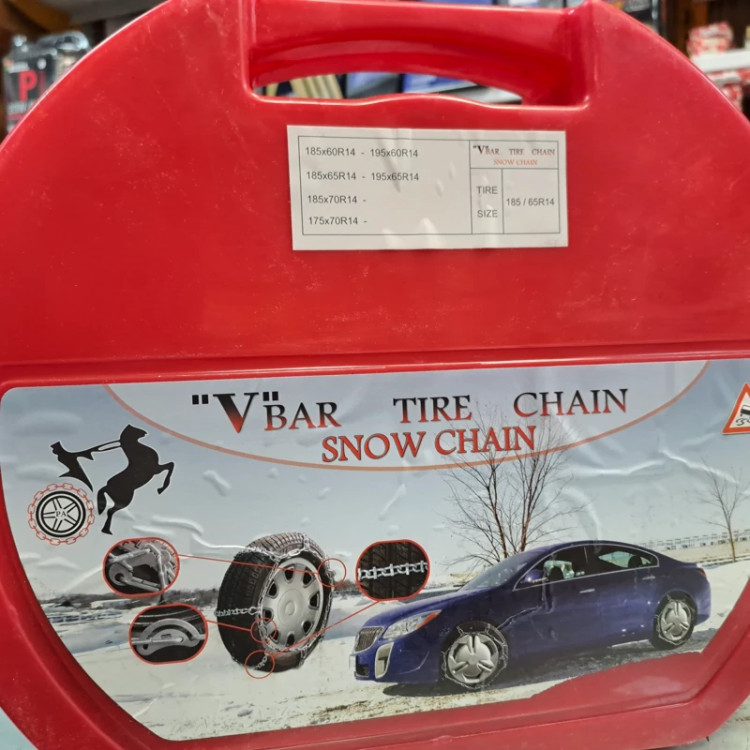 185x60R14 - 195x60R14
185x65R14 - 195x65R14
185x70R14 -
175x70R14 -
"V"BAR TIRE CHAIN
SNOW CHAIN
TIRE
SIZE
185 / 65R14
"V"BAR TIRE CHAIN
SNOW CHAIN
PA
P